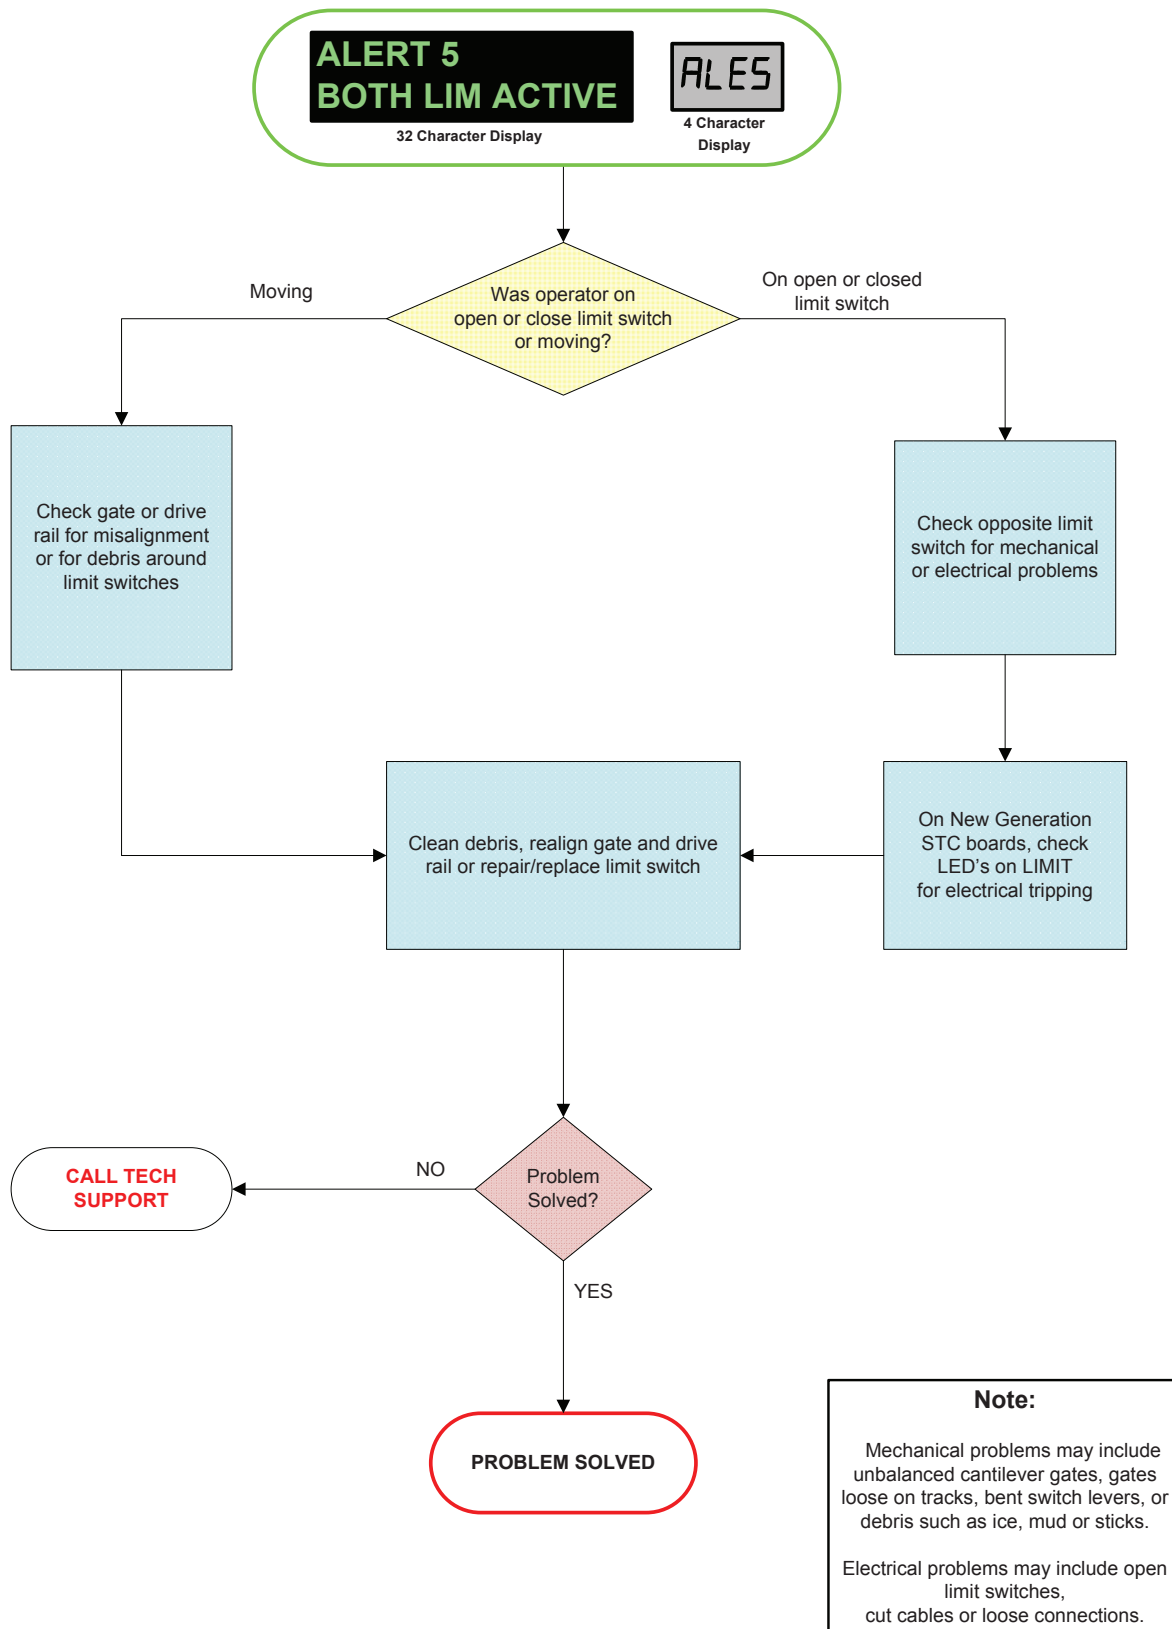 ALERT 5
BOTH LIM ACTIVE
32 Character Display
ALE5
4 Character
Display
Moving
Was operator on
open or close limit switch
or moving?
On open or closed
limit switch
Check gate or drive
rail for misalignment
or for debris around
limit switches
Check opposite limit
switch for mechanical
or electrical problems
Clean debris, realign gate and drive
rail or repair/replace limit switch
On New Generation
STC boards, check
LED's on LIMIT
for electrical tripping
CALL TECH
SUPPORT
NO
Problem
Solved?
YES
PROBLEM SOLVED
Note:
Mechanical problems may include
unbalanced cantilever gates, gates
loose on tracks, bent switch levers, or
debris such as ice, mud or sticks.
Electrical problems may include open
limit switches,
cut cables or loose connections.